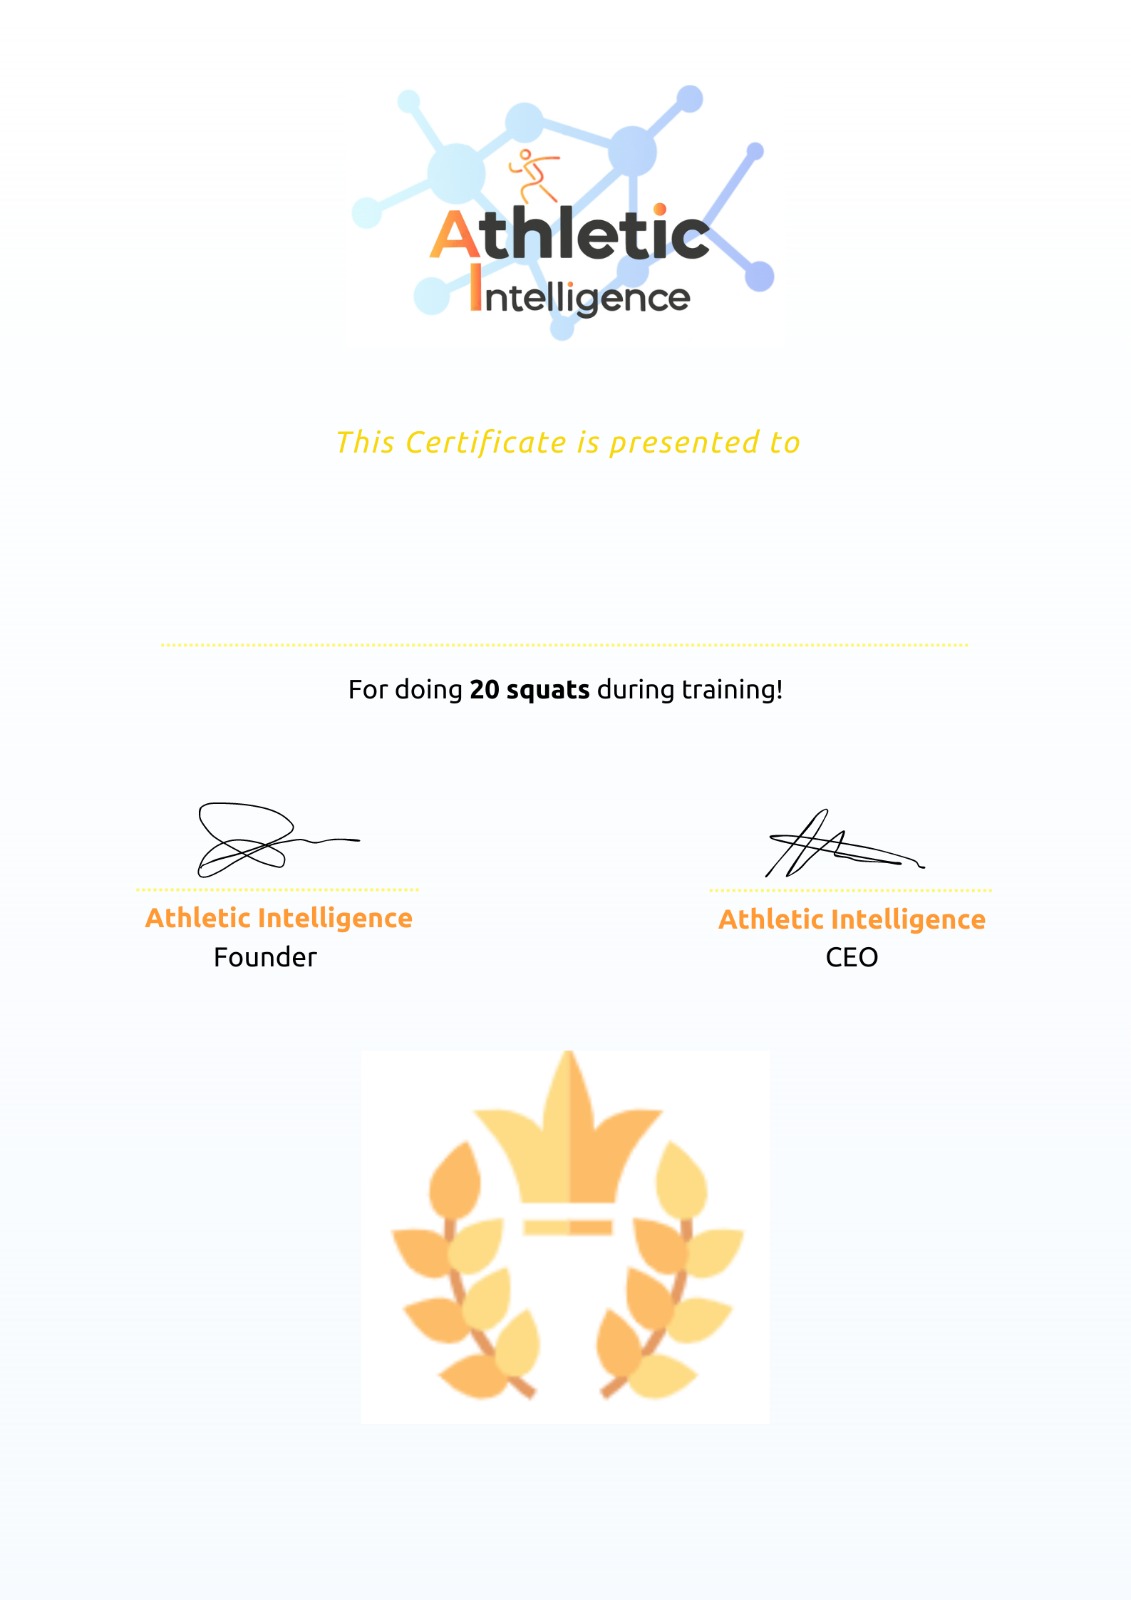 Athletic
Intelligence
This Certificate is presented to
For doing 20 squats during training!
Athletic Intelligence
Founder
Athletic Intelligence
CEO